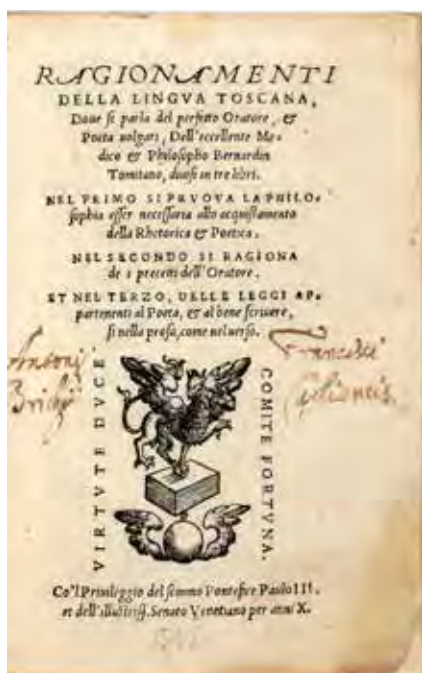 RAGIONAMENTI
DELLA LINGVA TOSCANA,
Doue si parla del perfetto Oratore, &
Poeta uolgari, Dell'eccellente Me-
dico & Philosopho Bernardin
Tomitano, diuisi in tre libri.
NEL PRIMO SI PRVOVA LA PHILO-
sophia esser necessaria allo acquistamento
della Rhetorica & Poetica.
NEL SECONDO SI RAGIONA
de i precetti dell'Oratore.
ET NEL TERZO, DELLE LEGGI AP-
partenenti al Poeta, & al bene scriuere,
si nella prosa, come nel uerso.
Antonij
Francisci
VIRTVTE DVCE
COMITE FORTVNA.
Co'l Priuileggio del sommo Pontefice Paulo III.
et dell'illustriss. Senato Venetiano per anni X.